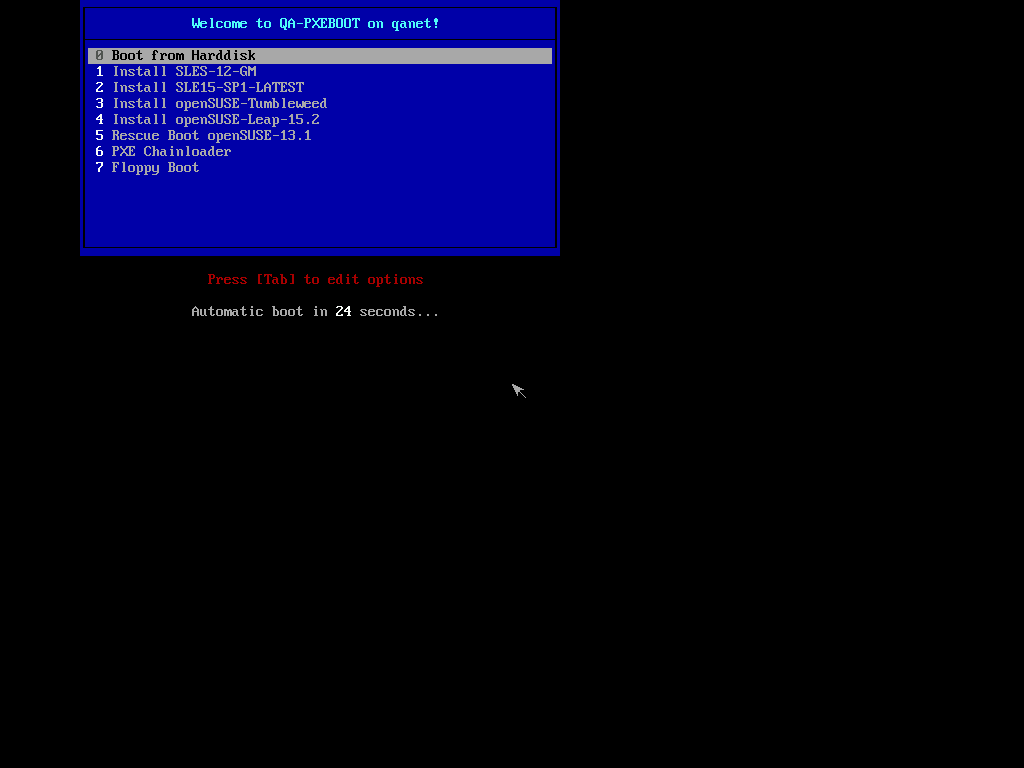 Welcome to QA-PXEBOOT on qanet!
0 Boot from Harddisk
1 Install SLES-12-GM
2 Install SLE15-SP1-LATEST
3 Install openSUSE-Tumbleweed
4 Install openSUSE-Leap-15.2
5 Rescue Boot openSUSE-13.1
6 PXE Chainloader
7 Floppy Boot
Press [Tab] to edit options
Automatic boot in 24 seconds...